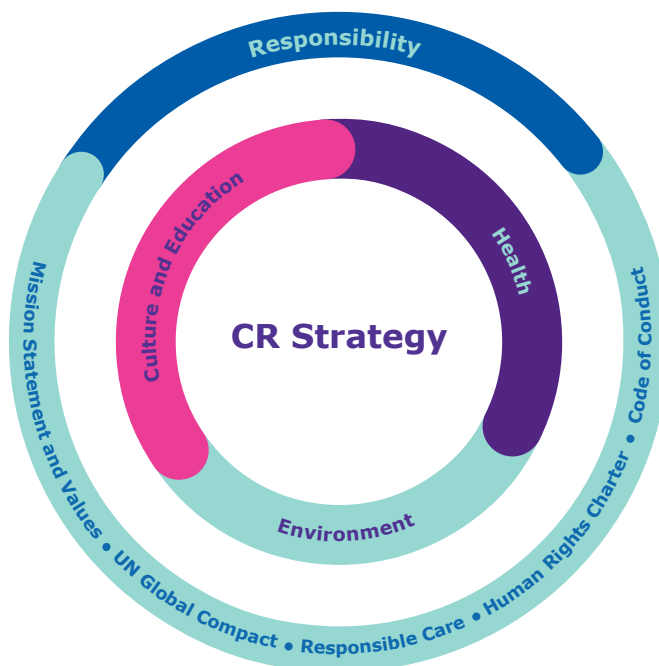 Responsibility
Culture and Education
Health
CR Strategy
Environment
Mission Statement and Values • UN Global Compact • Responsible Care • Human Rights Charter • Code of Conduct